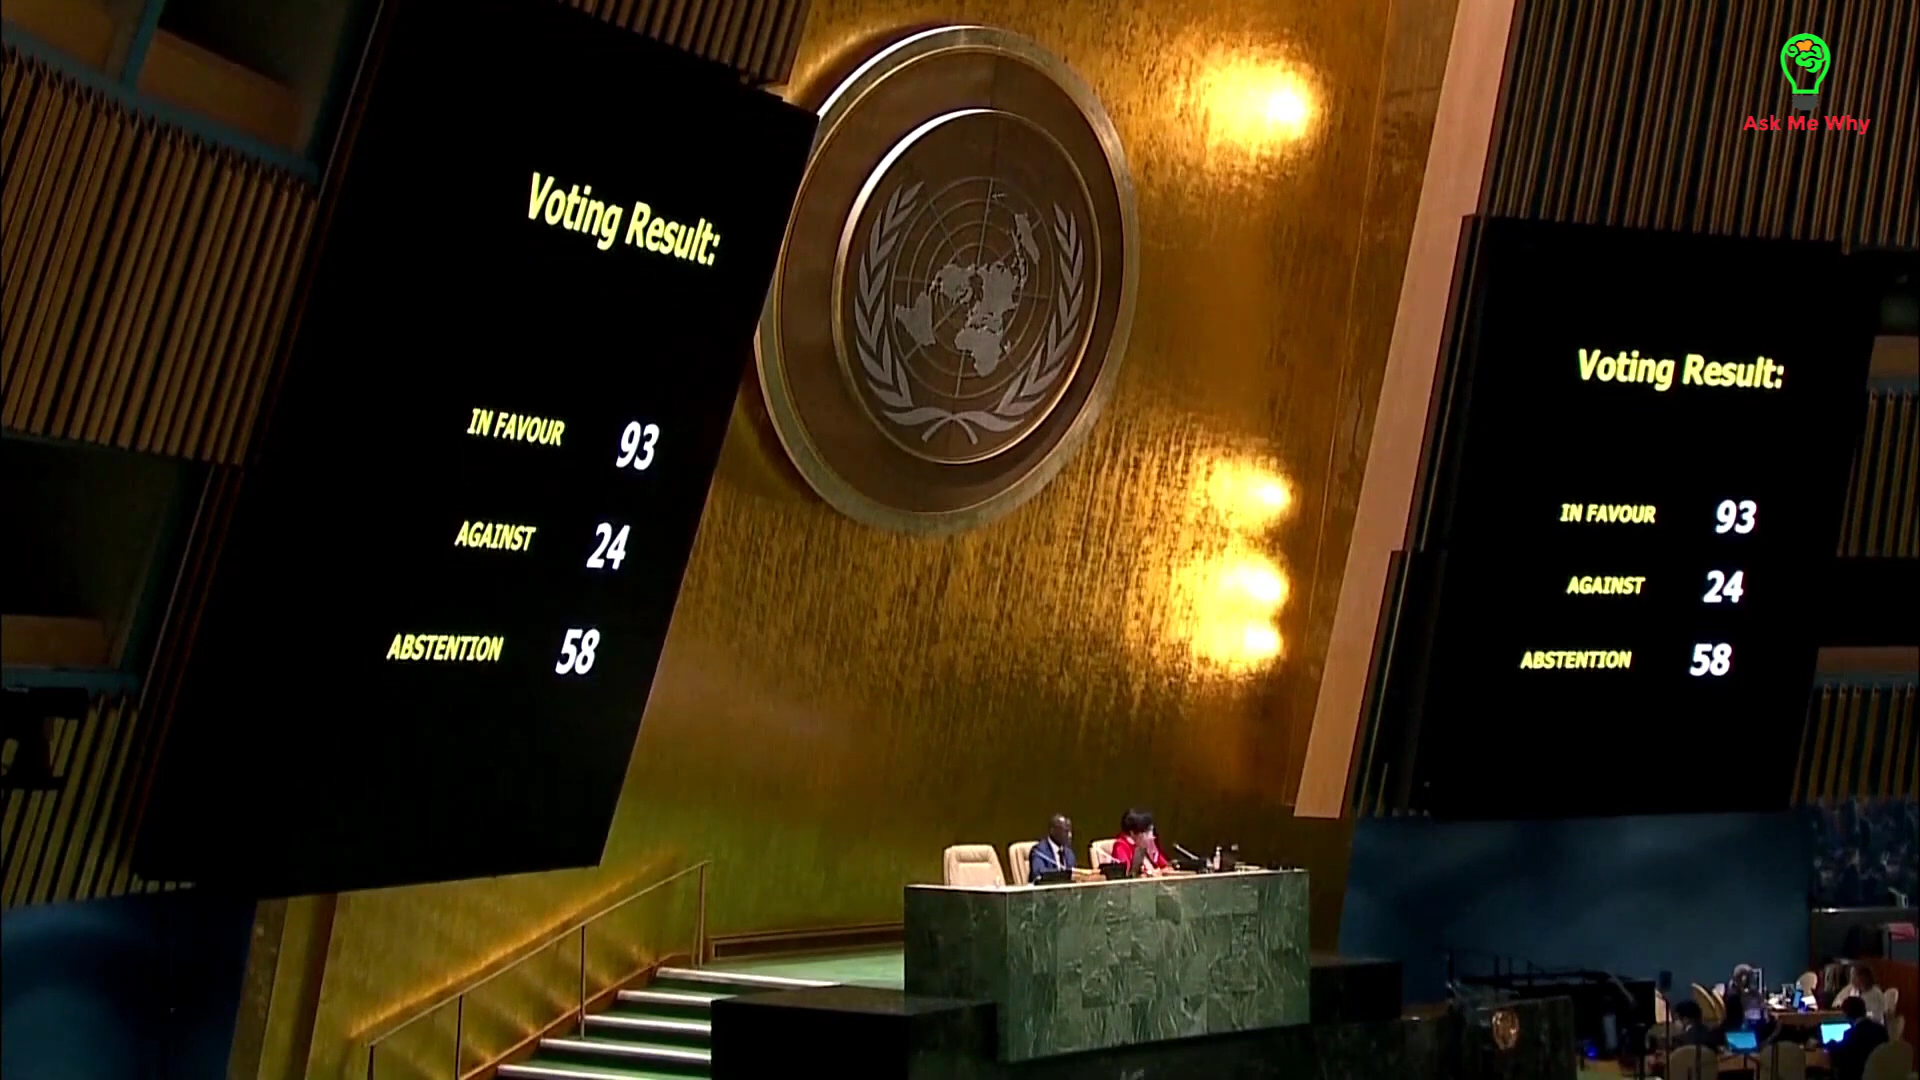 Ask Me Why
Voting Result:
IN FAVOUR 93
AGAINST 24
ABSTENTION 58
Voting Result:
IN FAVOUR 93
AGAINST 24
ABSTENTION 58